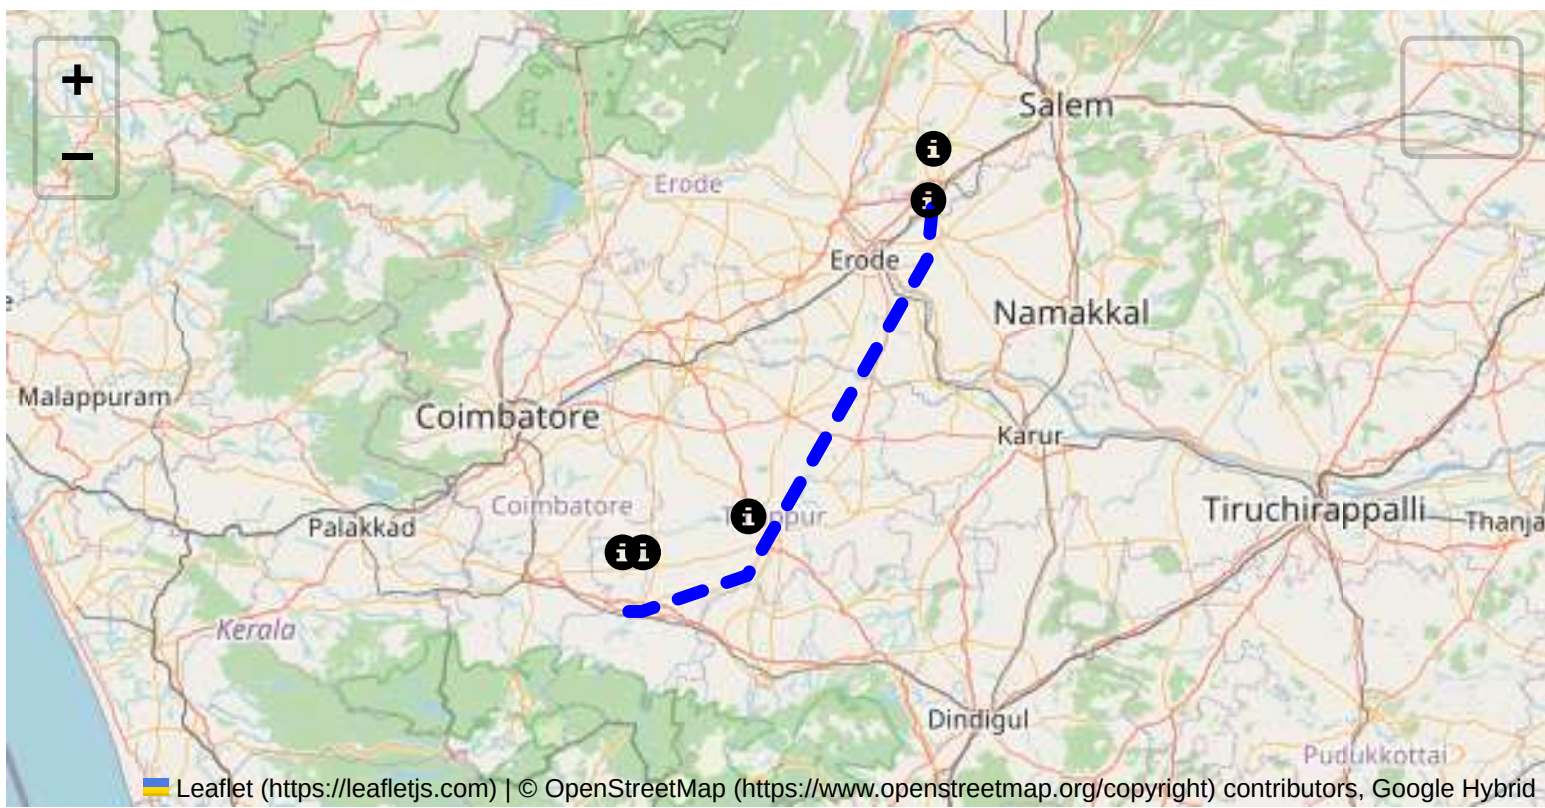 +
−
Salem
Erode
Erode
Namakkal
Malappuram
Coimbatore
Karur
Coimbatore
Tiruchirappalli
Thanja
Palakkad
Kerala
Dindigul
Pudukkottai
Leaflet (https://leafletjs.com) | © OpenStreetMap (https://www.openstreetmap.org/copyright) contributors, Google Hybrid